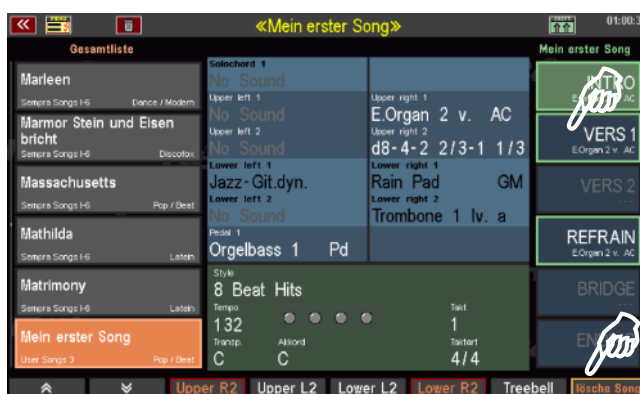 «Mein erster Song»
01:00:3
Gesamtliste
Mein erster Song
Marleen
Sempra Songs I-6 Dance / Modern
Marmor Stein und Eisen
bricht
Sempra Songs I-6 Discofox
Massachusetts
Sempra Songs I-6 Pop / Beat
Mathilda
Sempra Songs I-6 Latein
Matrimony
Sempra Songs I-6 Latein
Mein erster Song
User Songs 3 Pop / Beat
Solochord 1
No Sound
Upper left 1
No Sound
Upper right 1
E.Organ 2 v. AC
Upper left 2
No Sound
Upper right 2
d8-4-2 2/3-1 1/3
Lower left 1
Jazz-Git.dyn.
Lower right 1
Rain Pad GM
Lower left 2
No Sound
Lower right 2
Trombone 1 lv. a
Pedal 1
Orgelbass 1 Pd
Style
8 Beat Hits
Tempo
132
Takt
1
Transp.
C
Akkord
C
Taktart
4/4
INTRO
AC
VERS 1
E.Organ 2 v. AC
VERS 2
REFRAIN
E.Organ 2 v. AC
BRIDGE
Upper R2 Upper L2 Lower L2 Lower R2 Treebell lösche Song